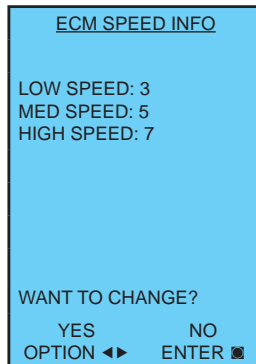 ECM SPEED INFO
LOW SPEED: 3
MED SPEED: 5
HIGH SPEED: 7
WANT TO CHANGE?
YES NO
OPTION ◄► ENTER ◙